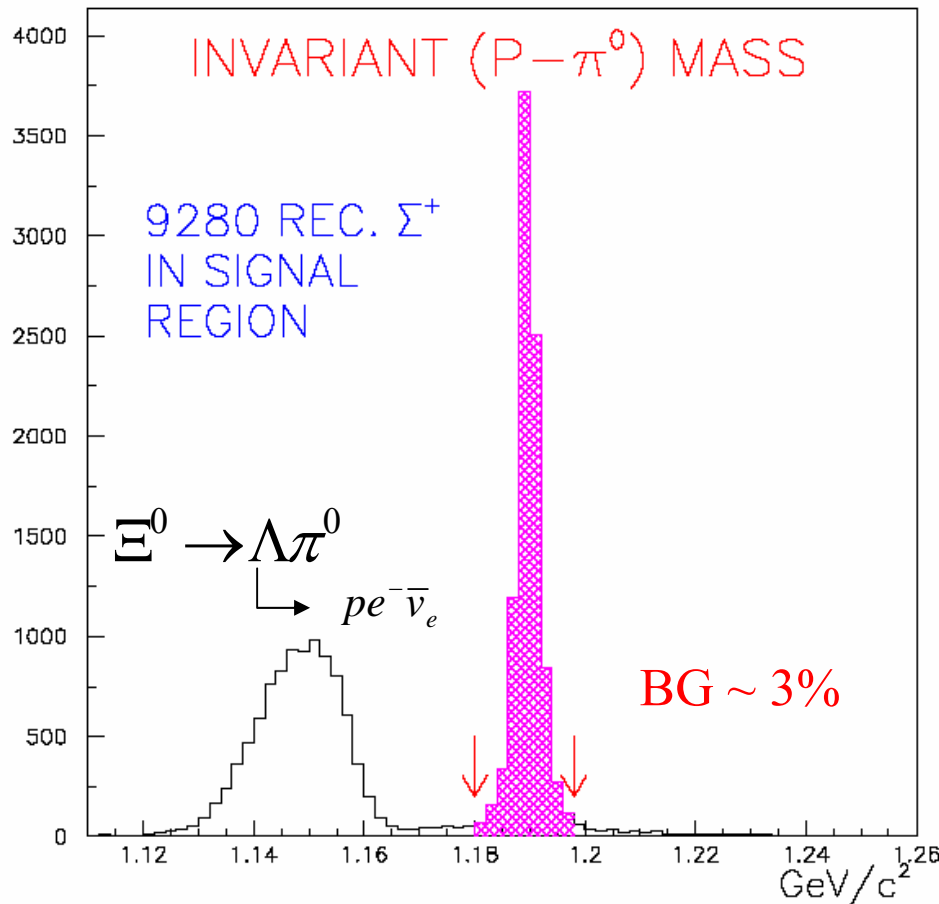 INVARIANT (P−π⁰) MASS
9280 REC. Σ⁺
IN SIGNAL
REGION
Ξ⁰ → Λπ⁰
pe⁻ν̅ₑ
BG ~ 3%
4000
3500
3000
2500
2000
1500
1000
500
0
1.12 1.14 1.16 1.18 1.2 1.22 1.24 1.26
GeV/c²